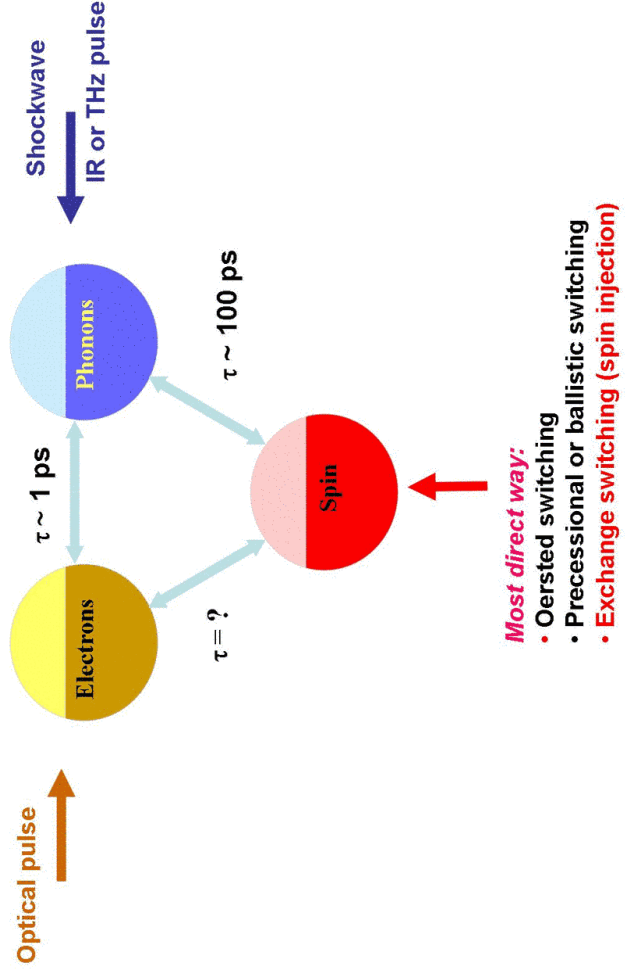 Optical pulse
Shockwave
IR or THz pulse
Electrons
τ ~ 1 ps
Phonons
τ = ?
τ ~ 100 ps
Spin
Most direct way:
• Oersted switching
• Precessional or ballistic switching
• Exchange switching (spin injection)